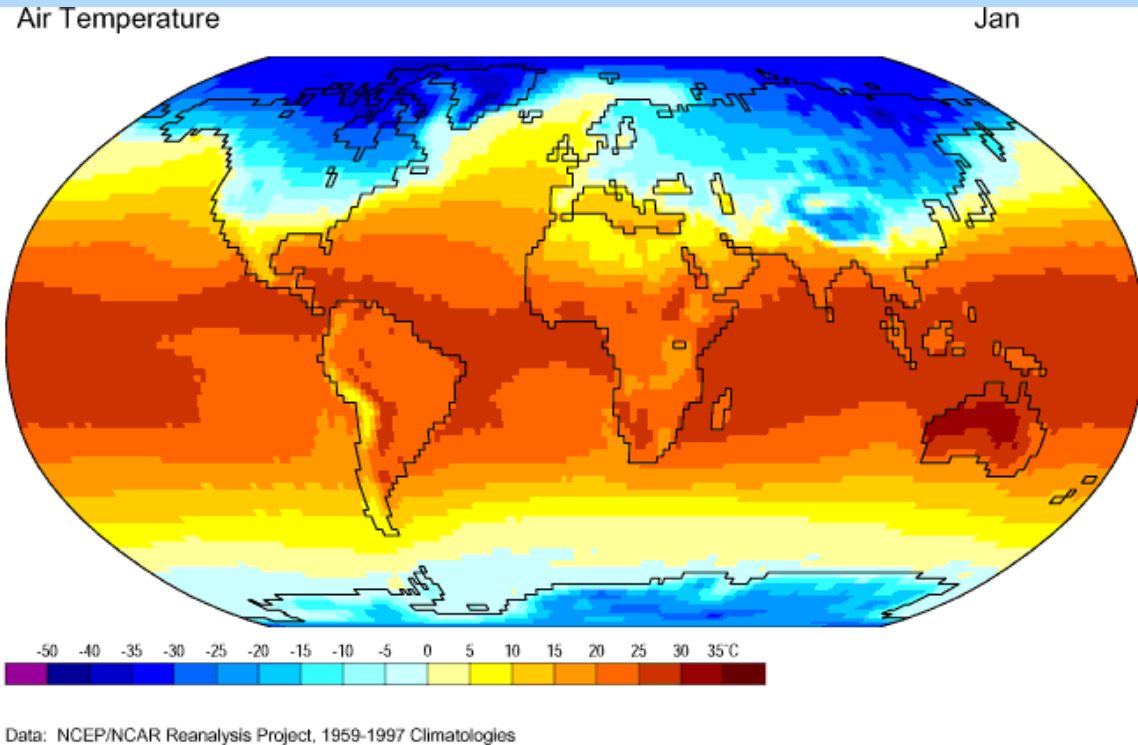 Air Temperature Jan
-50 -40 -35 -30 -25 -20 -15 -10 -5 0 5 10 15 20 25 30 35°C
Data: NCEP/NCAR Reanalysis Project, 1959-1997 Climatologies